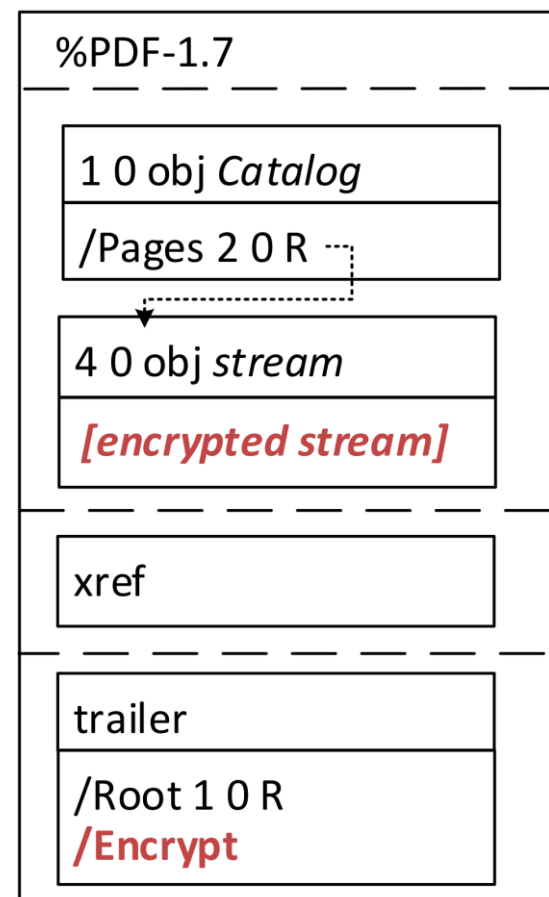 %PDF-1.7
1 0 obj Catalog
/Pages 2 0 R
4 0 obj stream
[encrypted stream]
xref
trailer
/Root 1 0 R
/Encrypt